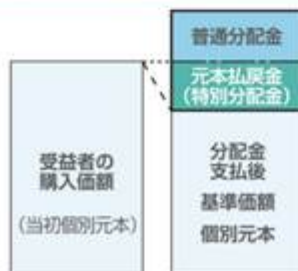 普通分配金
元本払戻金
(特別分配金)
受益者の
購入価額
(当初個別元本)
分配金
支払後
基準価額
個別元本